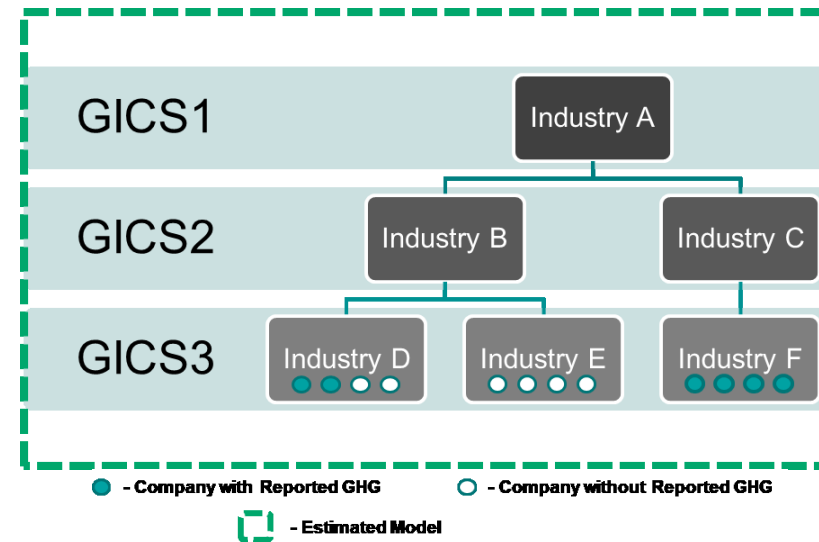 GICS1
Industry A
GICS2
Industry B
Industry C
GICS3
Industry D
Industry E
Industry F
- Company with Reported GHG
- Company without Reported GHG
- Estimated Model